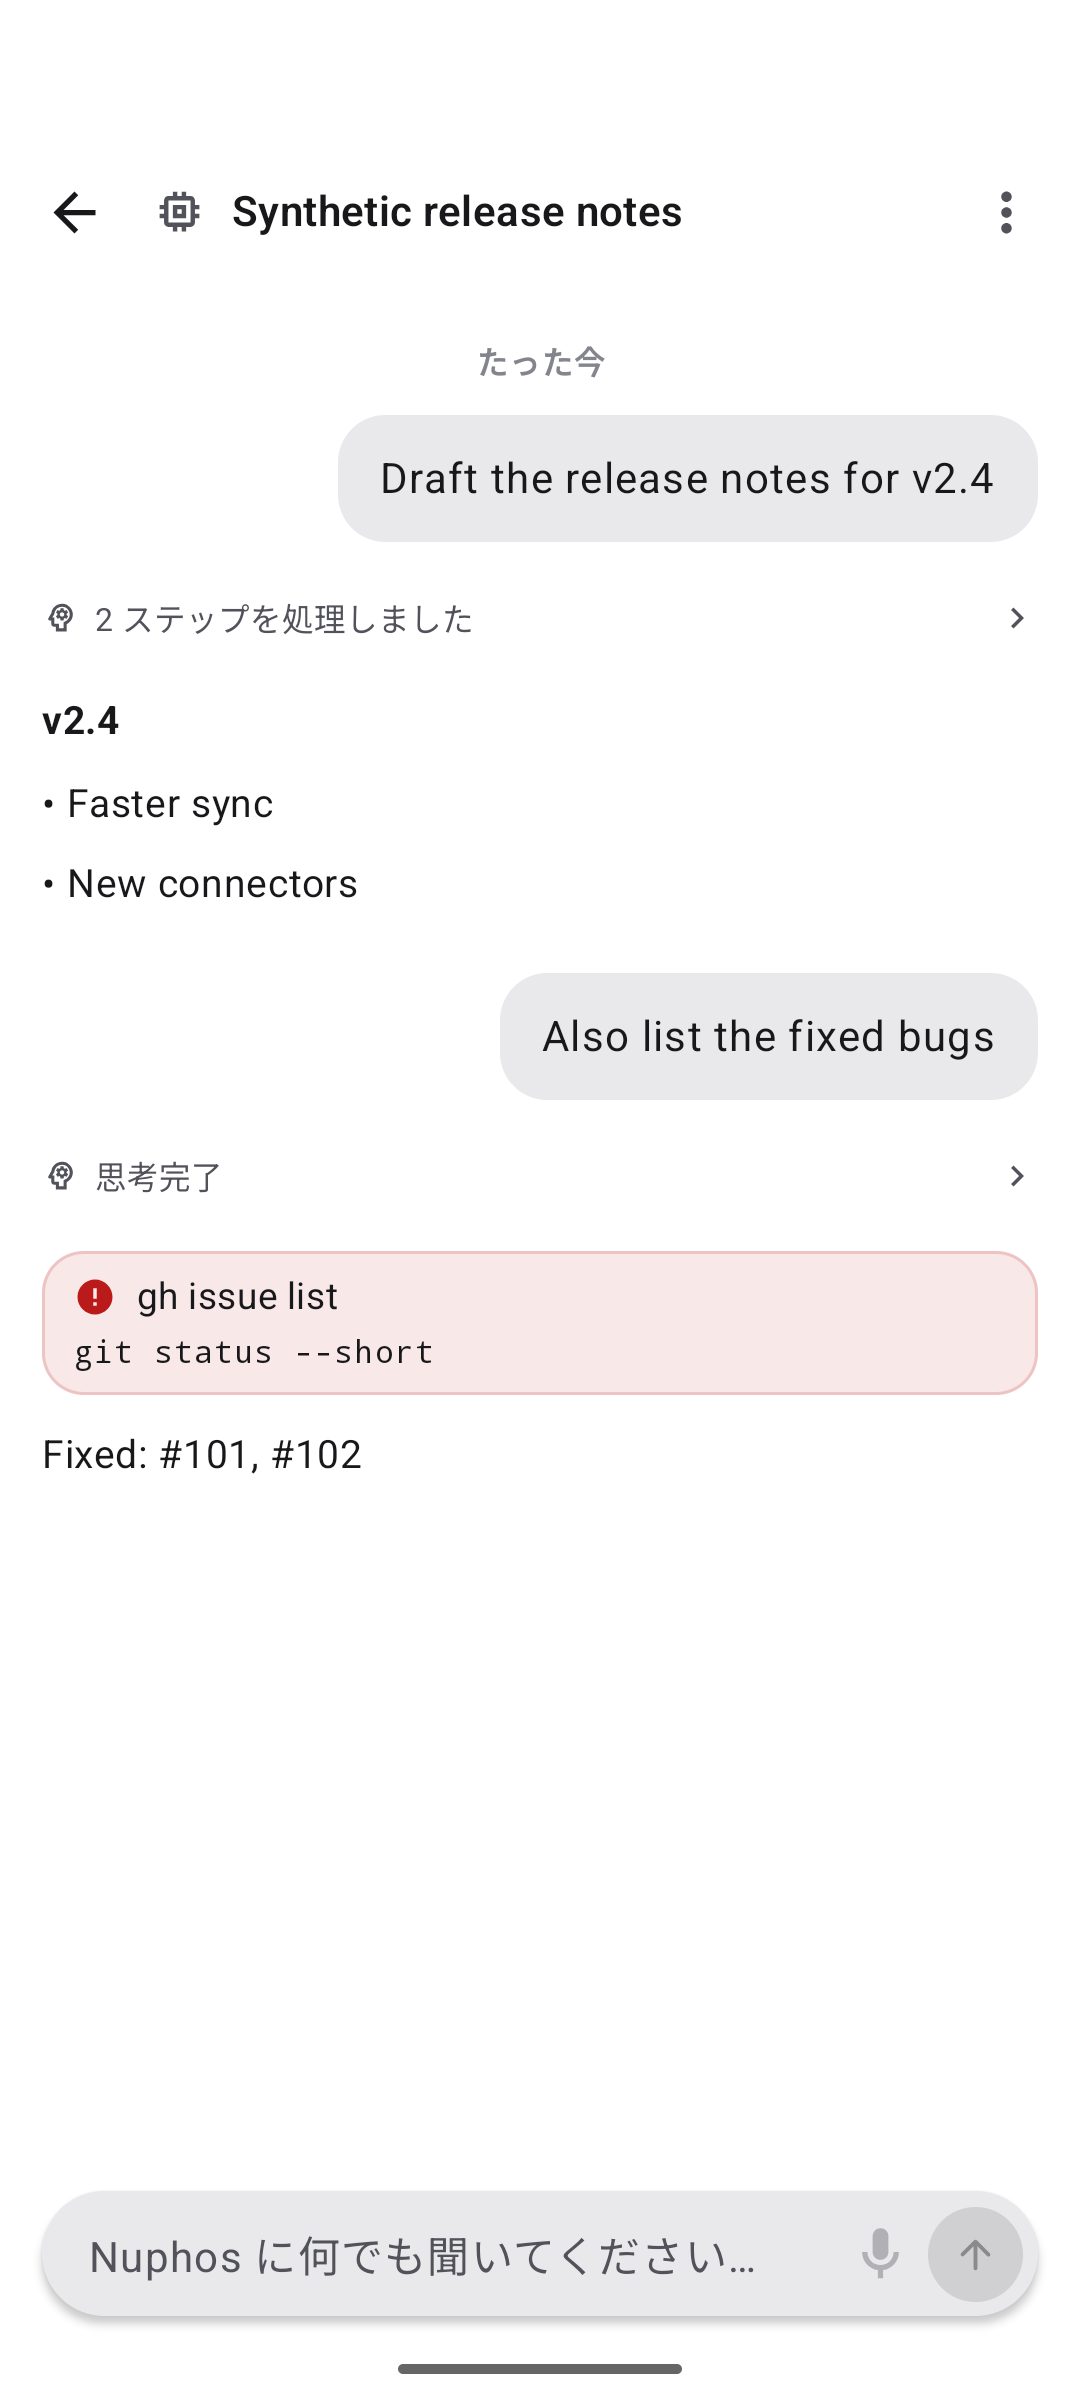 Synthetic release notes
たった今
Draft the release notes for v2.4
2 ステップを処理しました
v2.4
• Faster sync
• New connectors
Also list the fixed bugs
思考完了
gh issue list
git status --short
Fixed: #101, #102
Nuphos に何でも聞いてください...